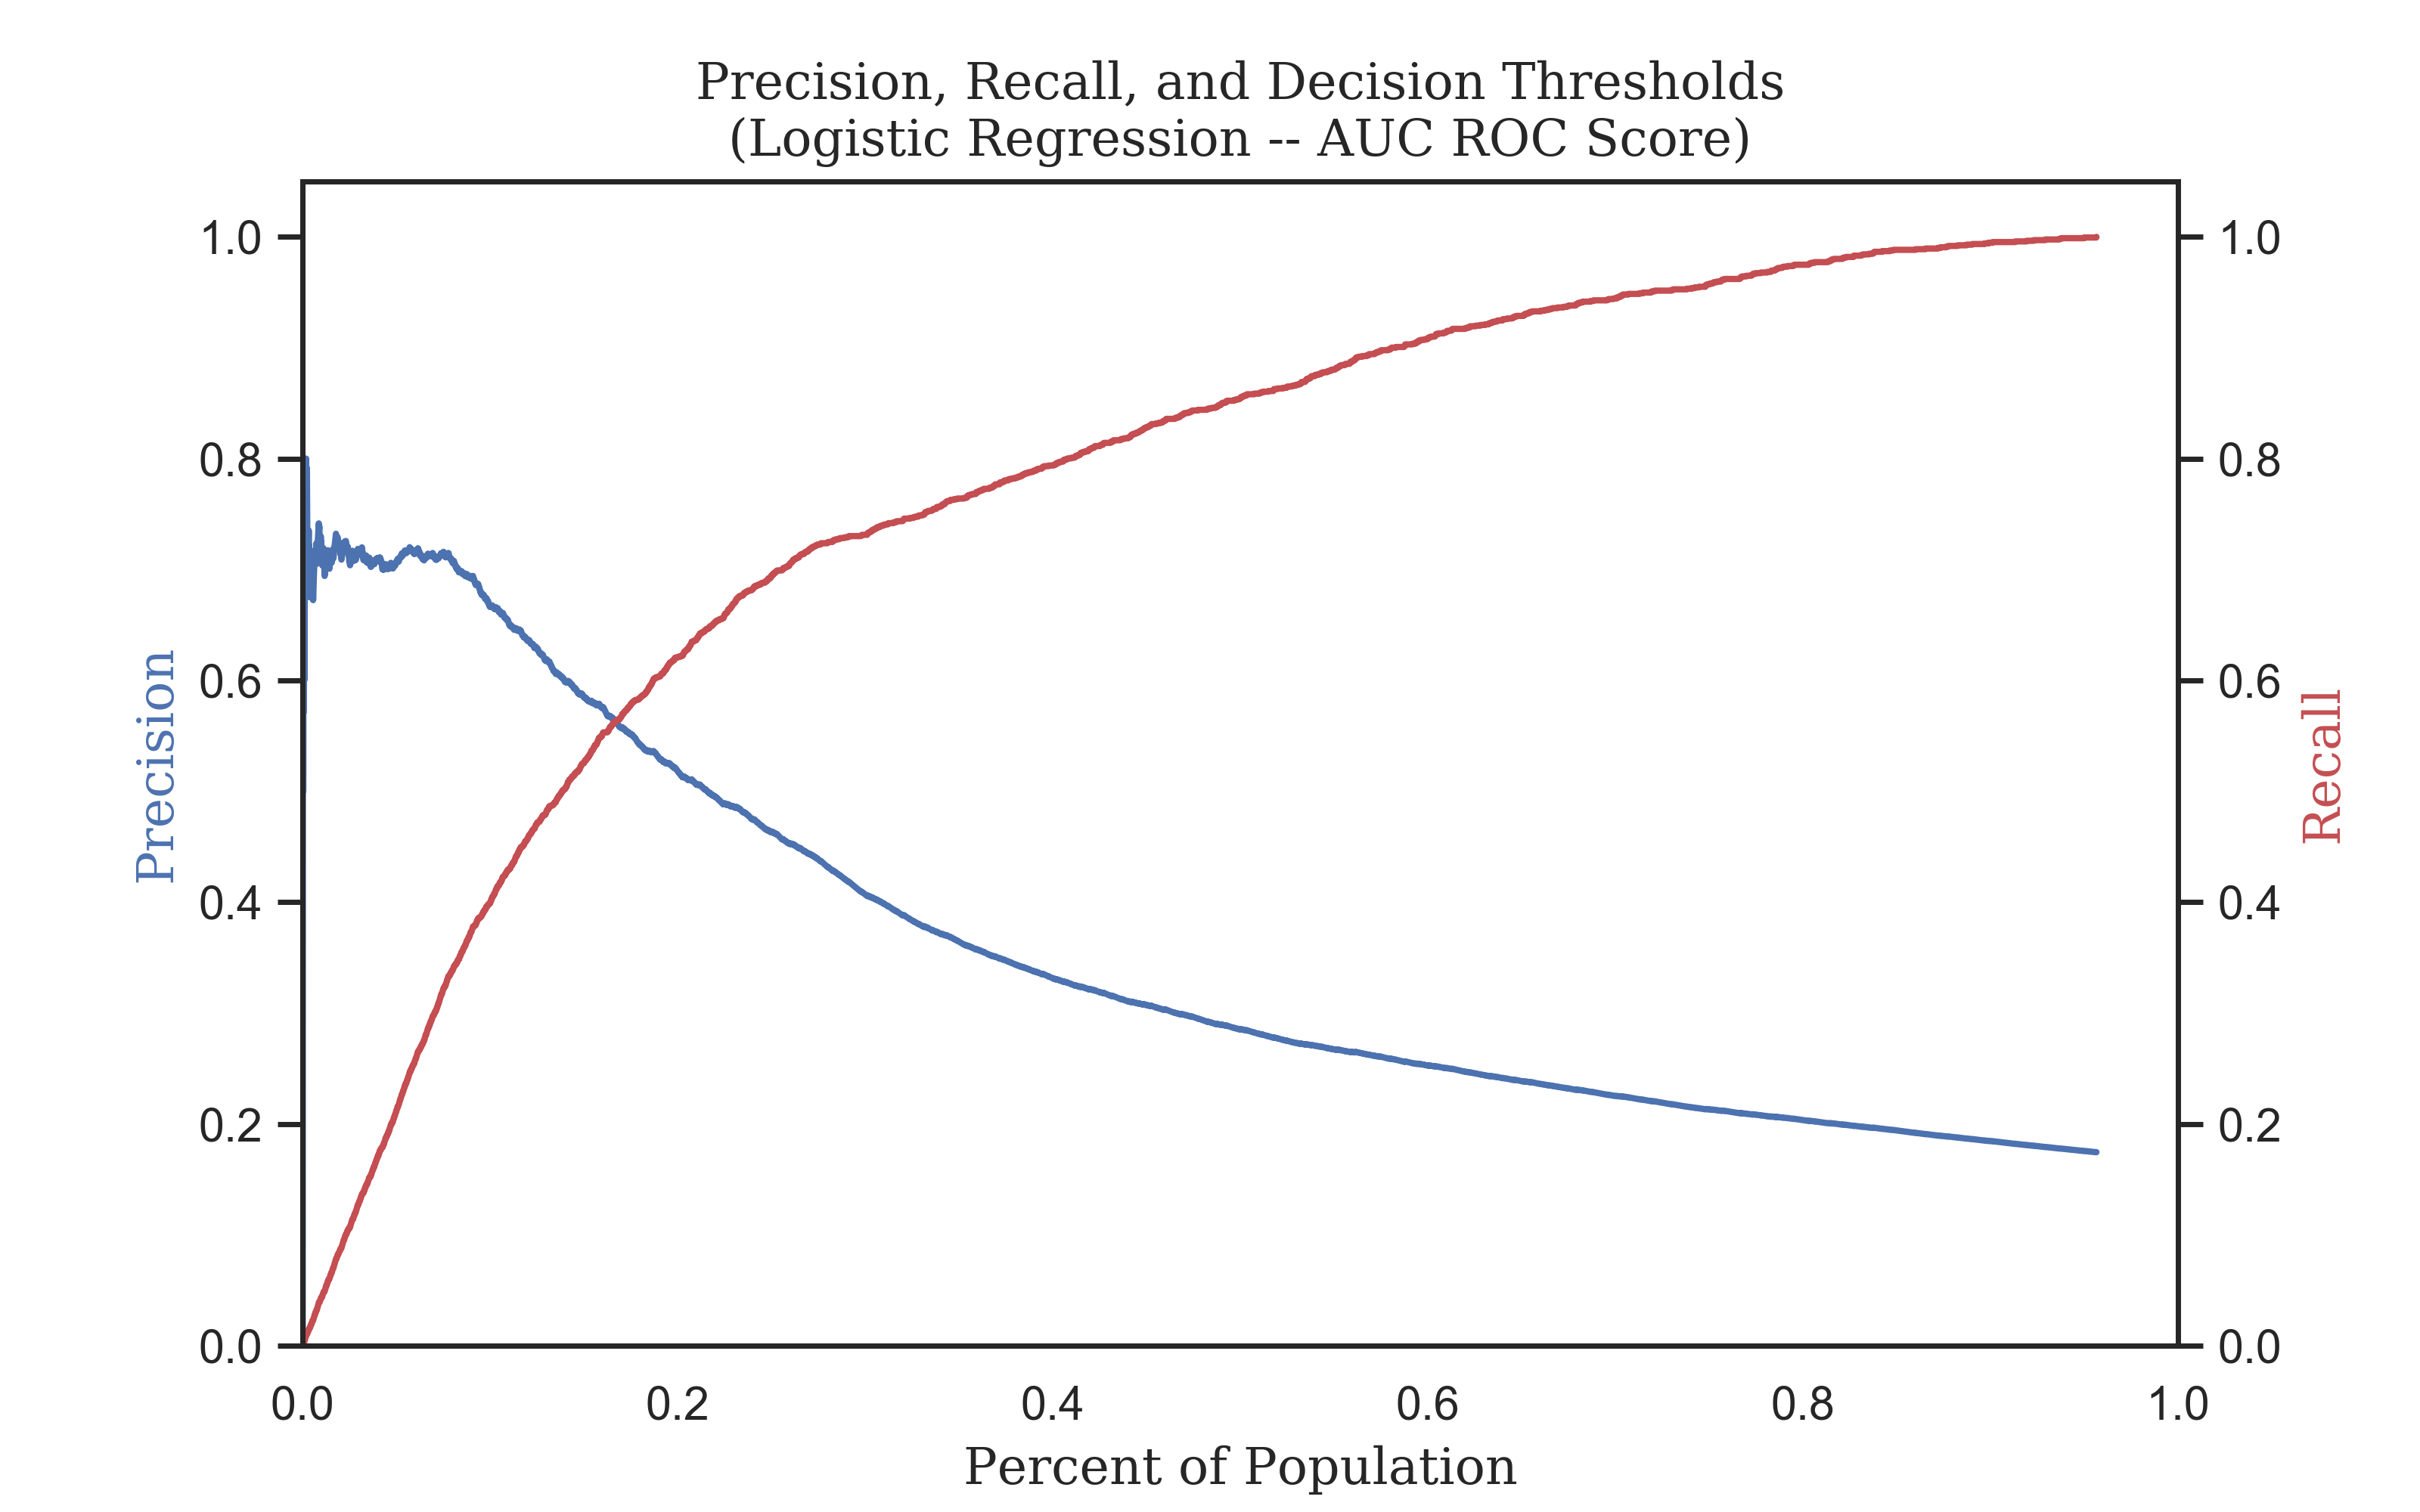 Precision, Recall, and Decision Thresholds
(Logistic Regression -- AUC ROC Score)
1.0
0.8
0.6
0.4
0.2
0.0
Precision
1.0
0.8
0.6
0.4
0.2
0.0
Recall
0.0 0.2 0.4 0.6 0.8 1.0
Percent of Population